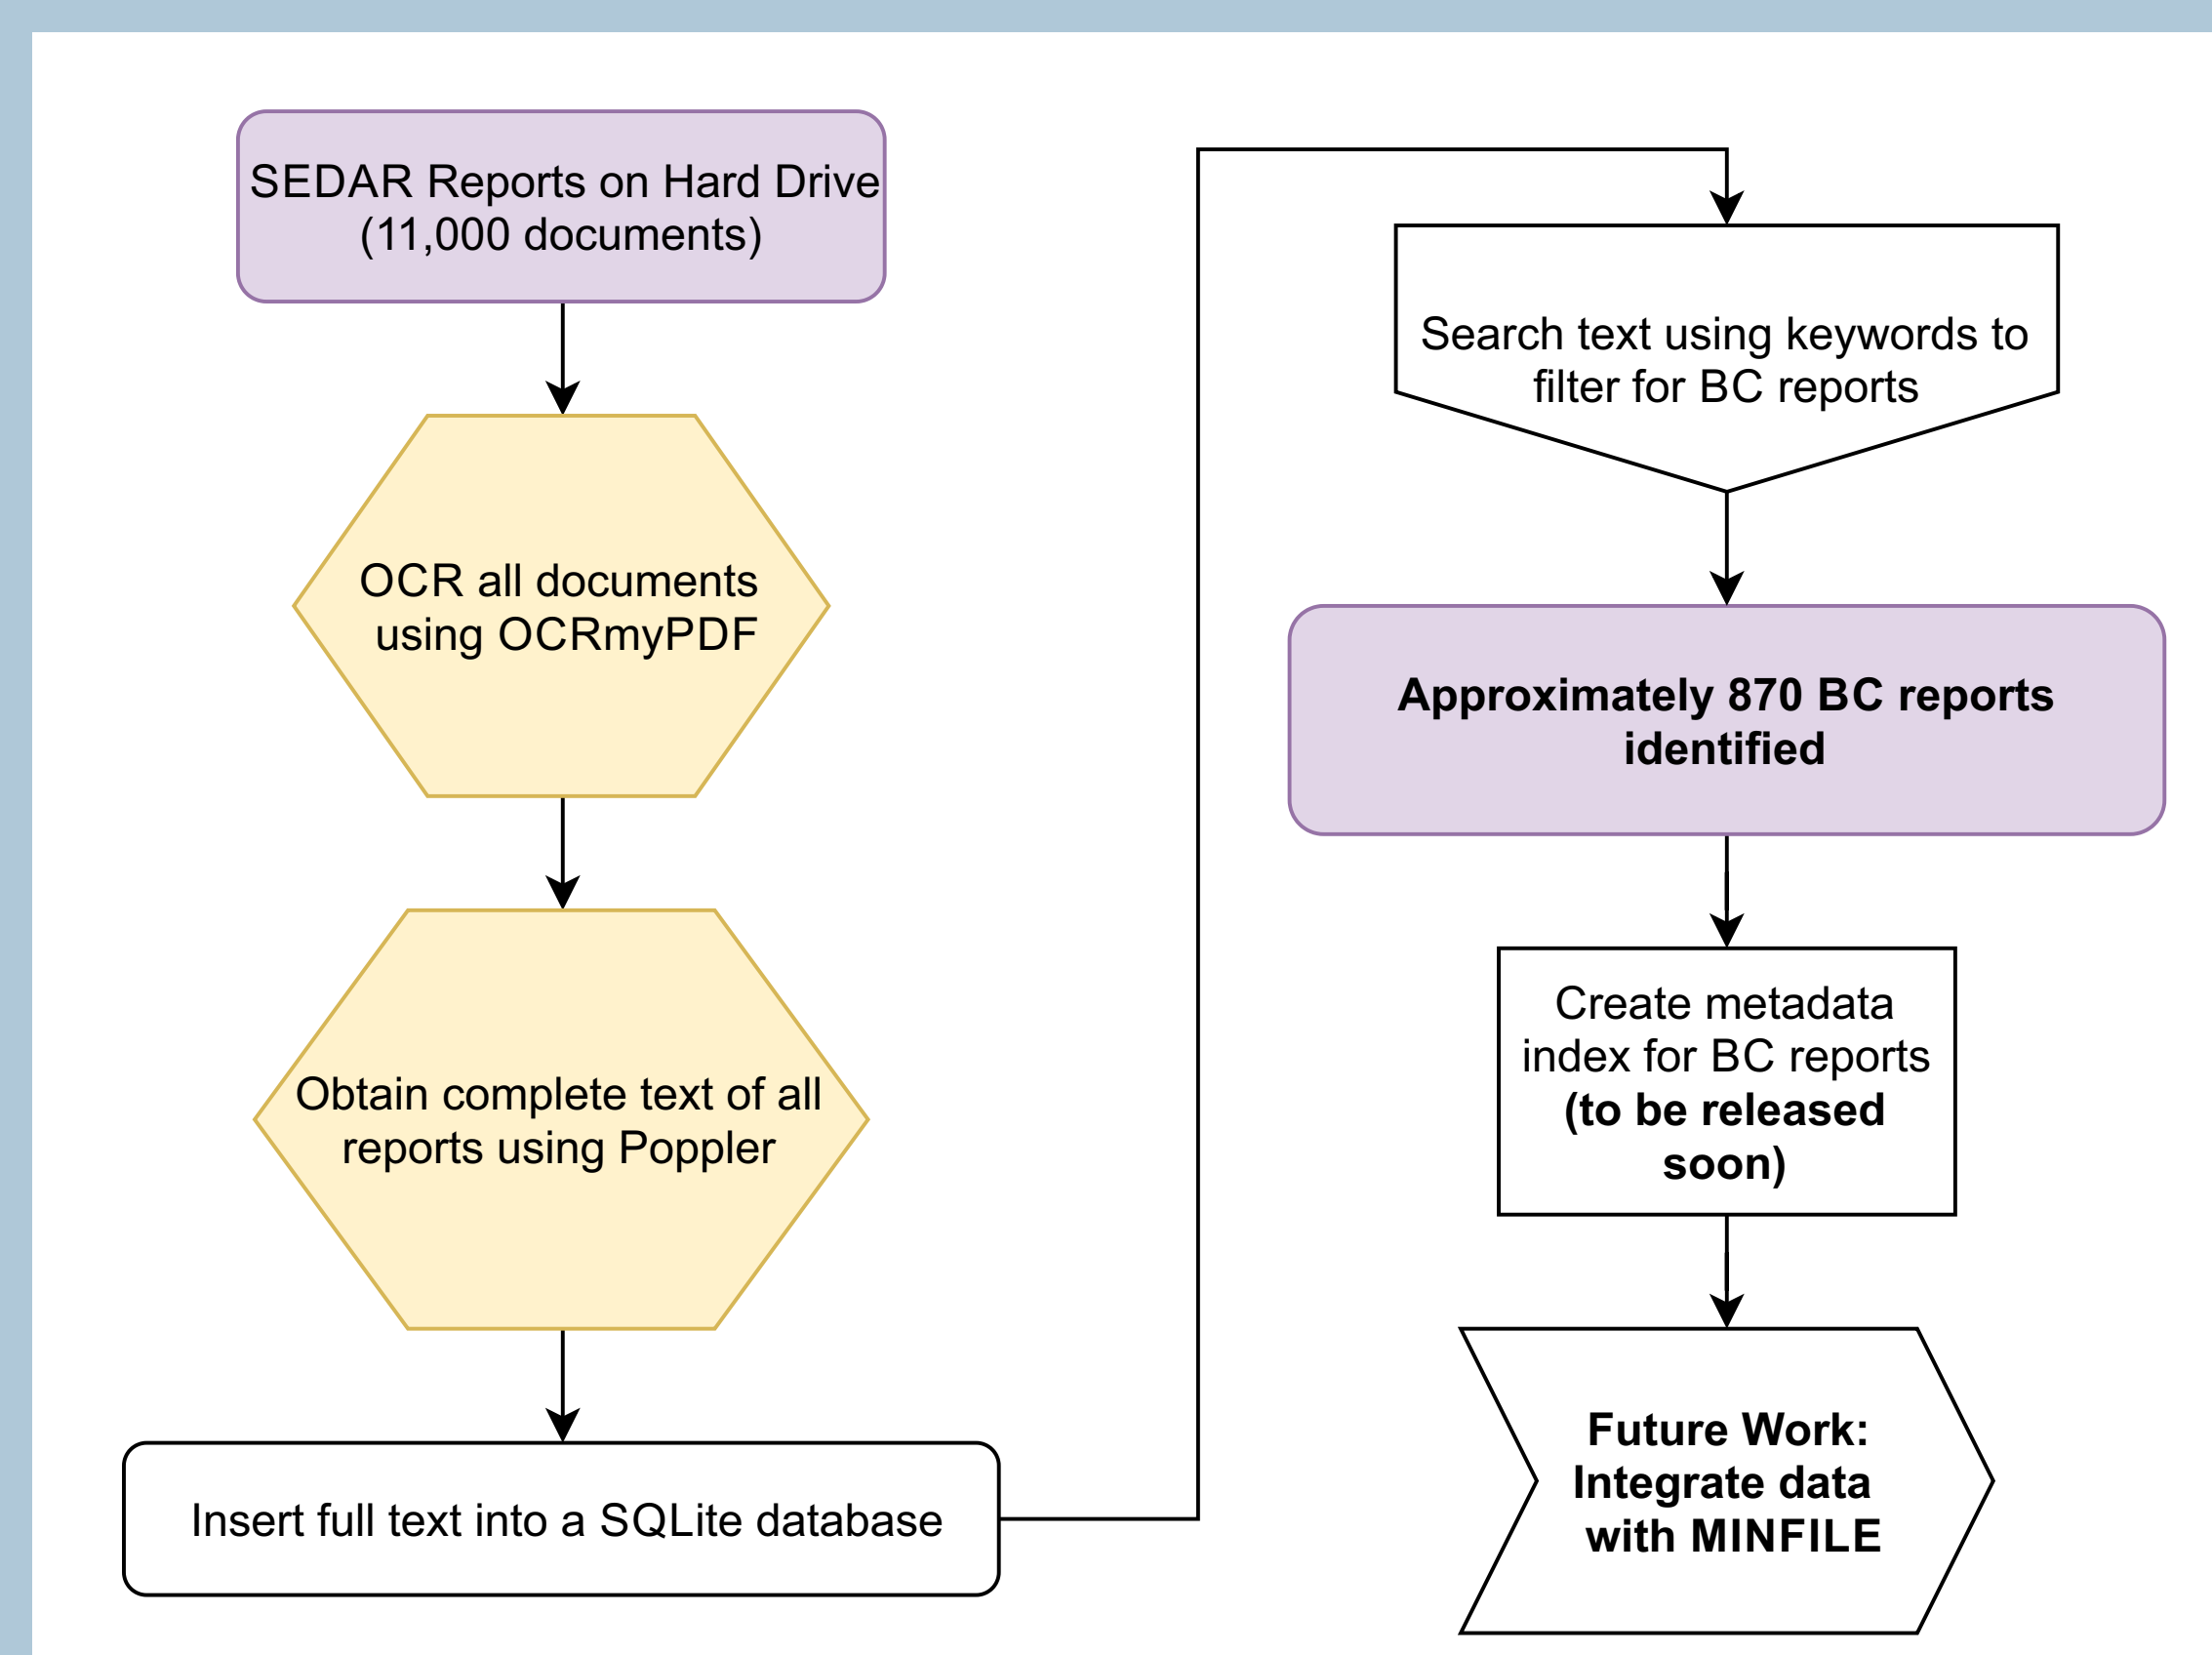 SEDAR Reports on Hard Drive
(11,000 documents)
OCR all documents
using OCRmyPDF
Obtain complete text of all
reports using Poppler
Insert full text into a SQLite database
Search text using keywords to
filter for BC reports
Approximately 870 BC reports
identified
Create metadata
index for BC reports
(to be released
soon)
Future Work:
Integrate data
with MINFILE